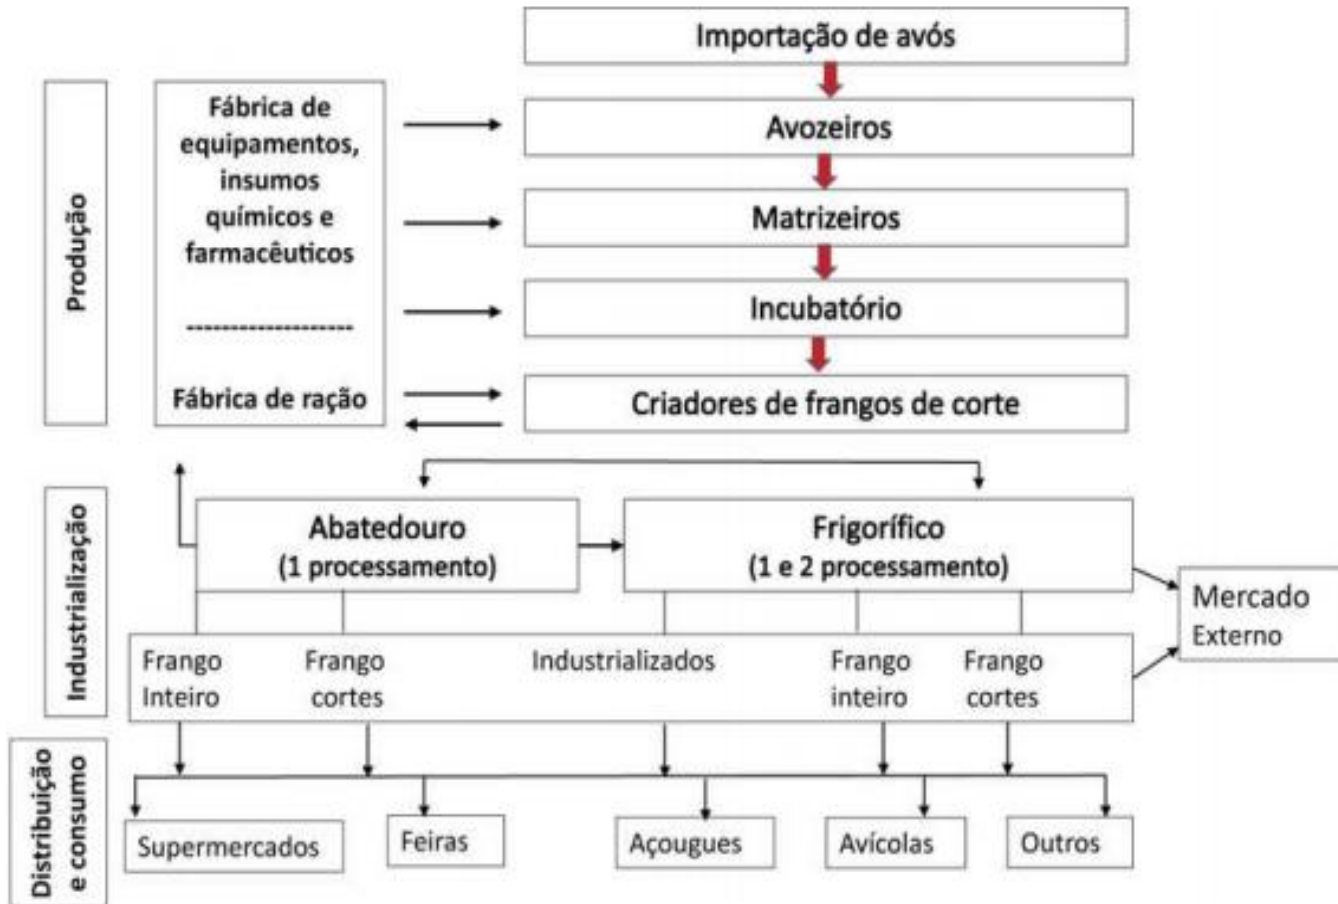 Importação de avós
Produção
Fábrica de
equipamentos,
insumos
químicos e
farmacêuticos
--------------------
Fábrica de ração
Avozeiros
Matrizeiros
Incubatório
Criadores de frangos de corte
Industrialização
Abatedouro
(1 processamento)
Frigorífico
(1 e 2 processamento)
Mercado
Externo
Frango
Inteiro
Frango
cortes
Industrializados
Frango
inteiro
Frango
cortes
Distribuição
e consumo
Supermercados
Feiras
Açougues
Avícolas
Outros